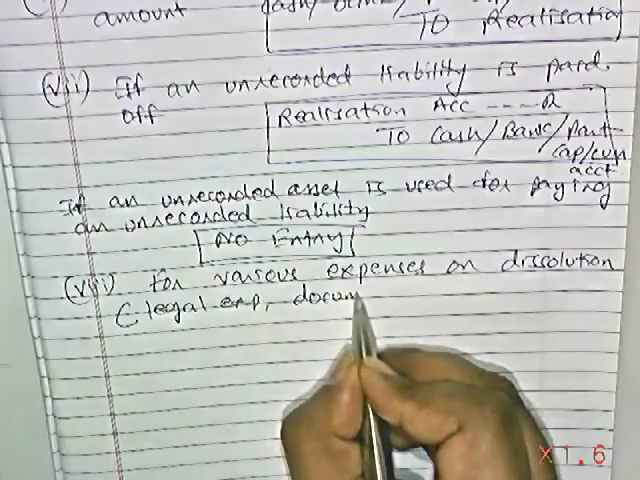 amount
To Realisation
(vii) If an unrecorded liability is paid
off
Realisation Acc ---- Dr
To Cash/Bank/Part
cap/curr
acct
If an unrecorded asset is used for paying
an unrecorded liability
No Entry
(viii) For various expenses on dissolution
(legal exp, docum
X1.6